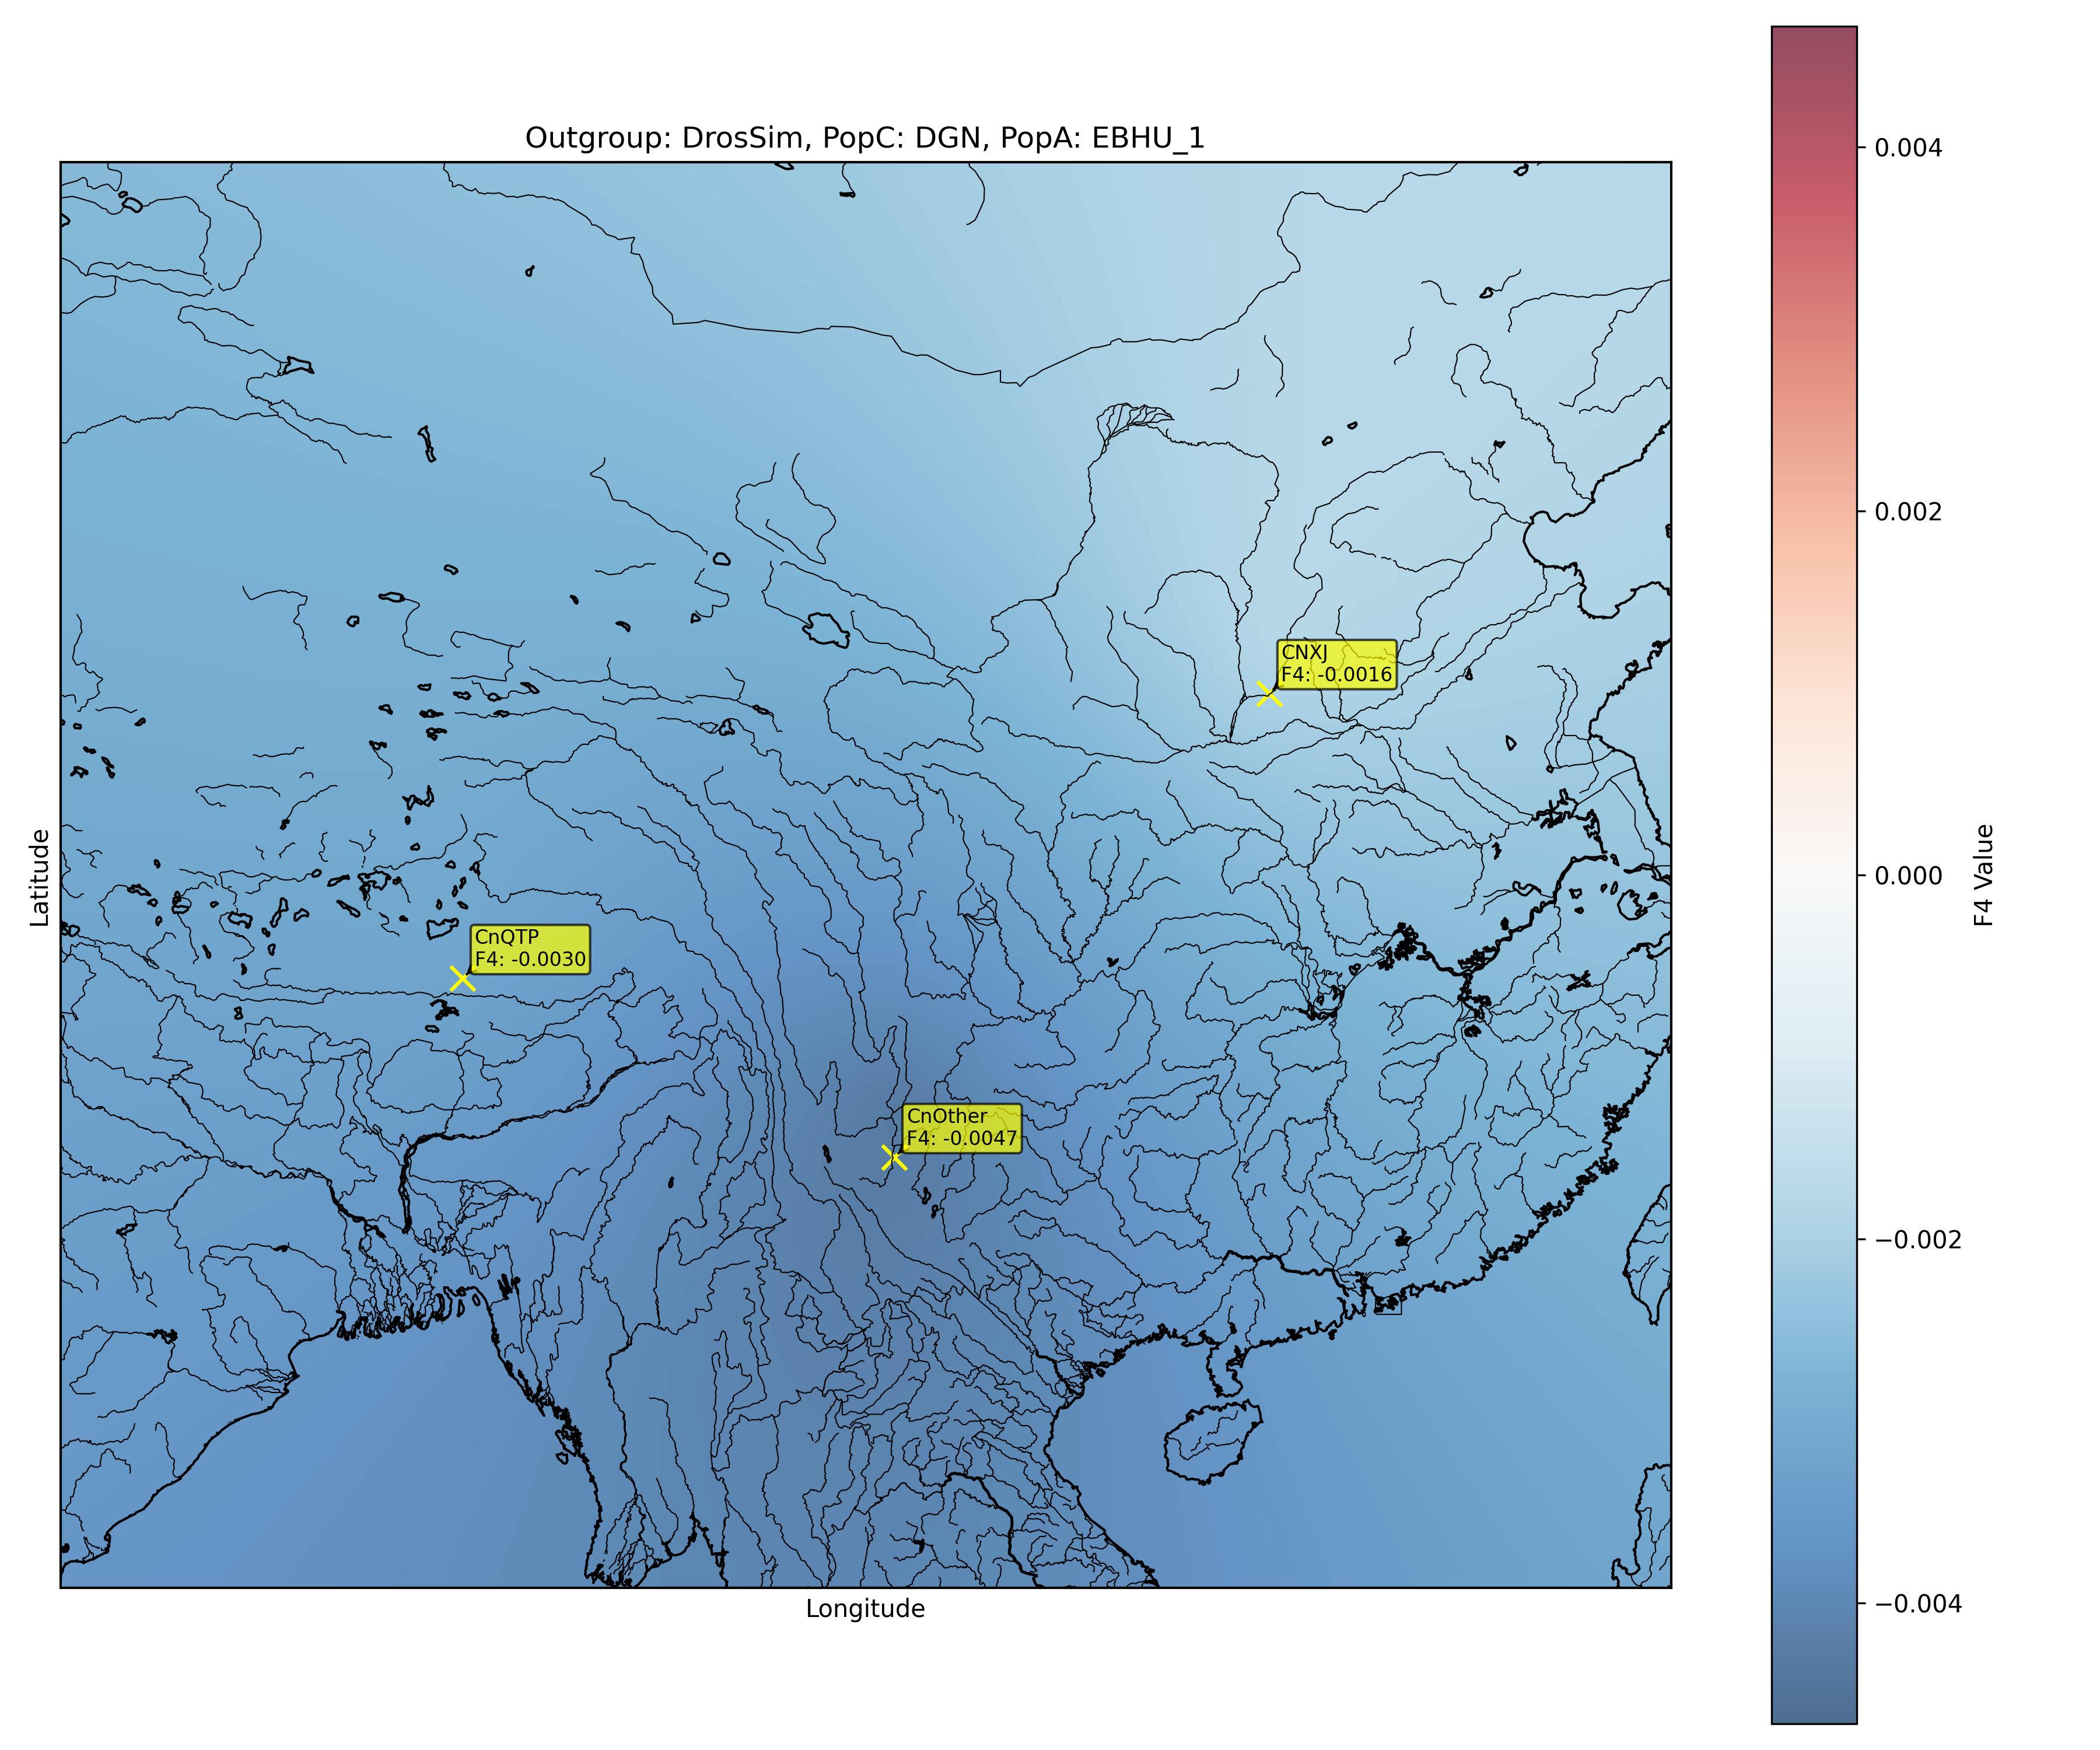 Outgroup: DrosSim, PopC: DGN, PopA: EBHU_1
0.004
0.002
0.000
−0.002
−0.004
F4 Value
Latitude
CNXJ
F4: -0.0016
CnQTP
F4: -0.0030
CnOther
F4: -0.0047
Longitude